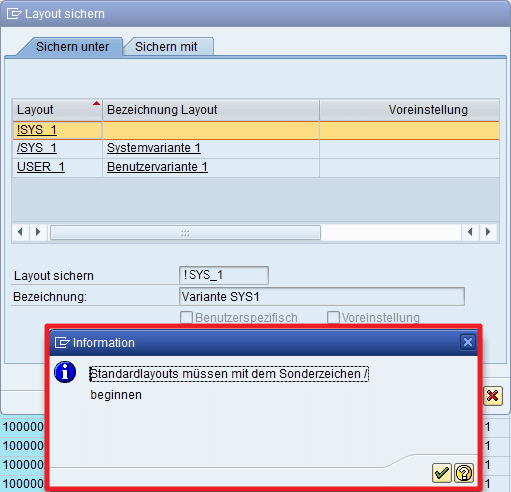 Layout sichern
Sichern unter Sichern mit
Layout Bezeichnung Layout Voreinstellung
!SYS_1
/SYS_1 Systemvariante 1
USER_1 Benutzervariante 1
Layout sichern !SYS_1
Bezeichnung: Variante SYS1
Benutzerspezifisch Voreinstellung
Information
Standardlayouts müssen mit dem Sonderzeichen /
beginnen
100000 1
100000 1
100000 1
100000 1